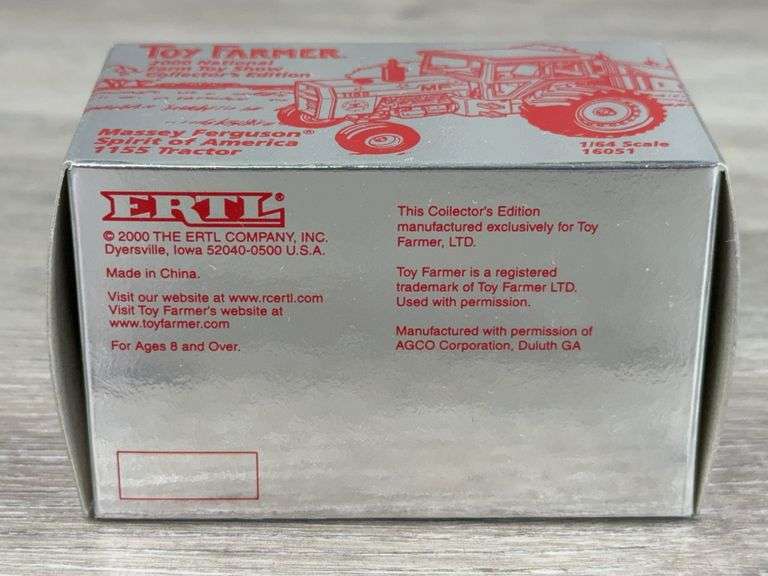 TOY FARMER
2000 National
Farm Toy Show
Collector's Edition
1155
MF
Massey Ferguson®
Spirit of America
1155 Tractor
1/64 Scale
16051
ERTL®
© 2000 THE ERTL COMPANY, INC.
Dyersville, Iowa 52040-0500 U.S.A.
Made in China.
Visit our website at www.rcertl.com
Visit Toy Farmer's website at
www.toyfarmer.com
For Ages 8 and Over.
This Collector's Edition
manufactured exclusively for Toy
Farmer, LTD.
Toy Farmer is a registered
trademark of Toy Farmer LTD.
Used with permission.
Manufactured with permission of
AGCO Corporation, Duluth GA